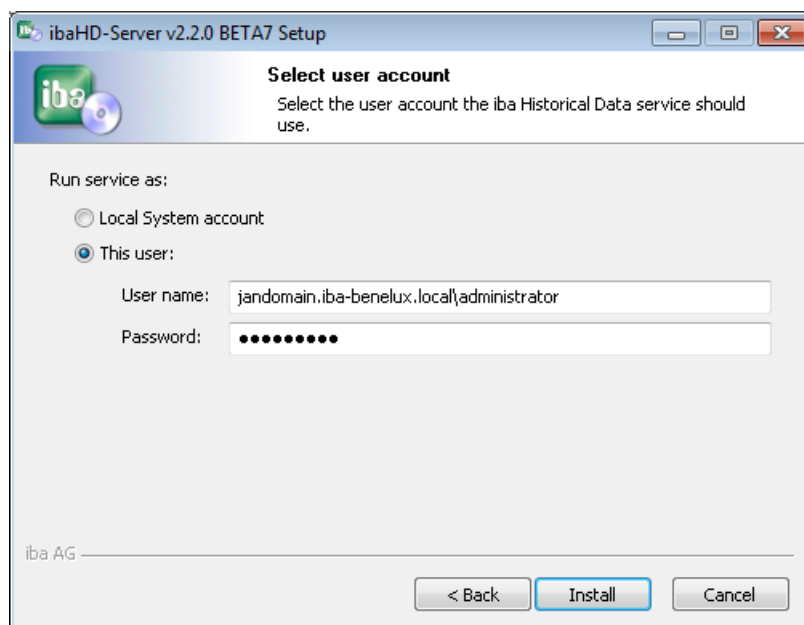 ibaHD-Server v2.2.0 BETA7 Setup
iba
Select user account
Select the user account the iba Historical Data service should
use.
Run service as:
Local System account
This user:
User name: jandomain.iba-benelux.local\administrator
Password: ●●●●●●●●●
iba AG
< Back Install Cancel